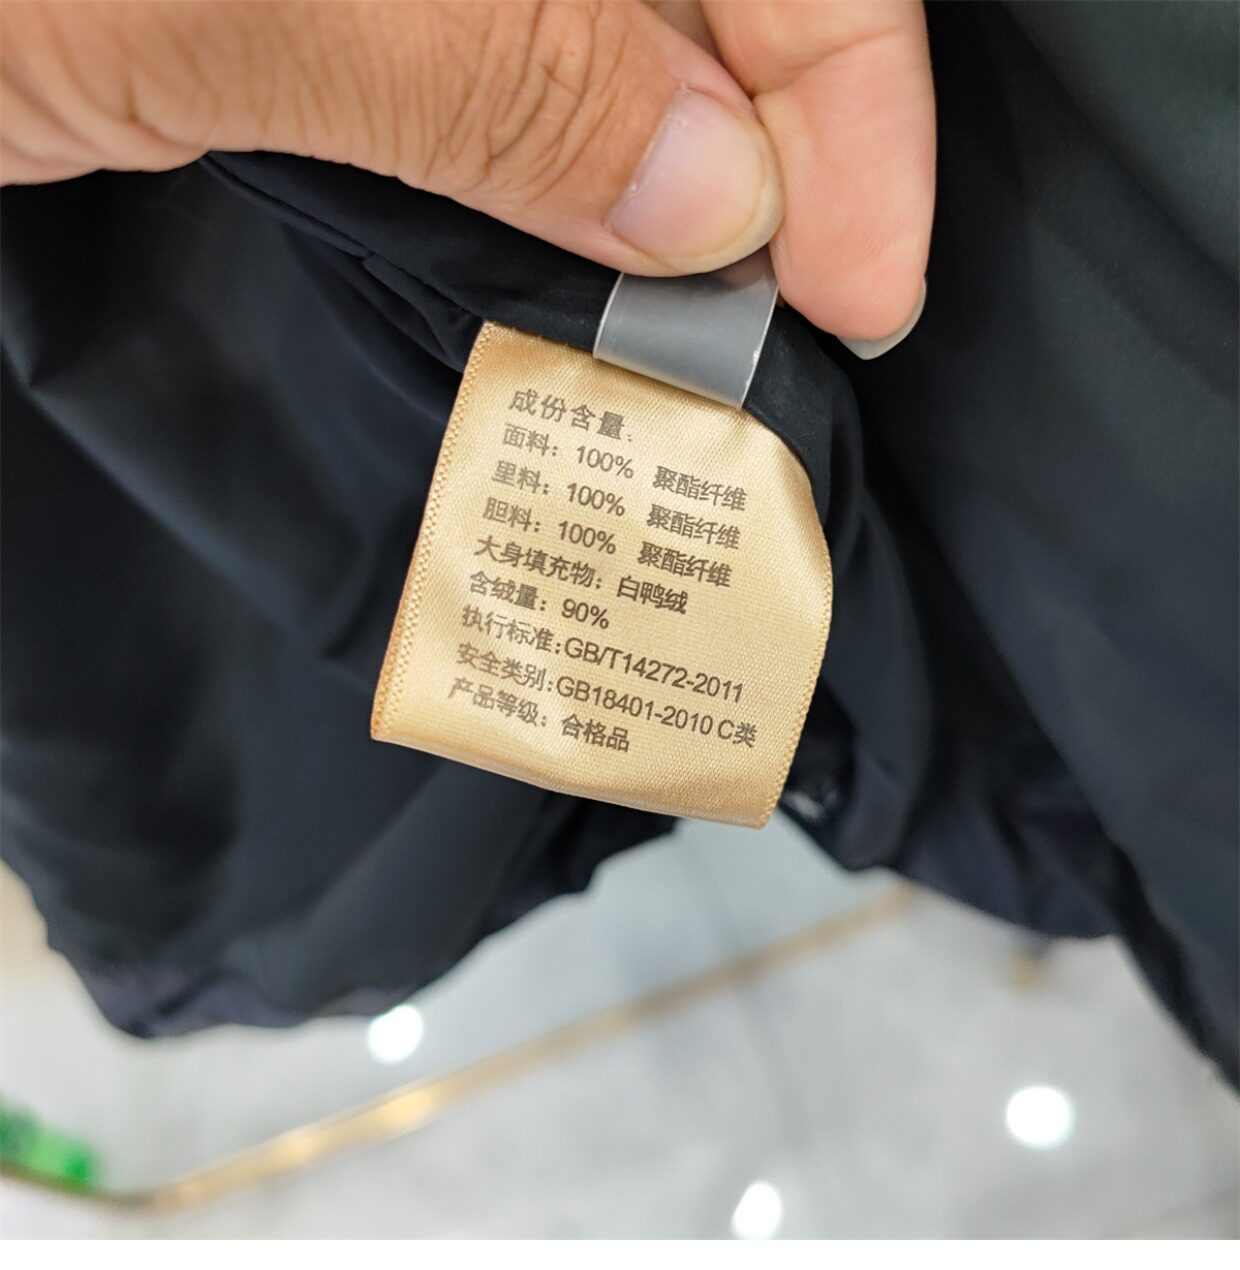 成份含量:
面料: 100% 聚酯纤维
里料: 100% 聚酯纤维
胆料: 100% 聚酯纤维
大身填充物: 白鸭绒
含绒量: 90%
执行标准:GB/T14272-2011
安全类别:GB18401-2010 C类
产品等级: 合格品